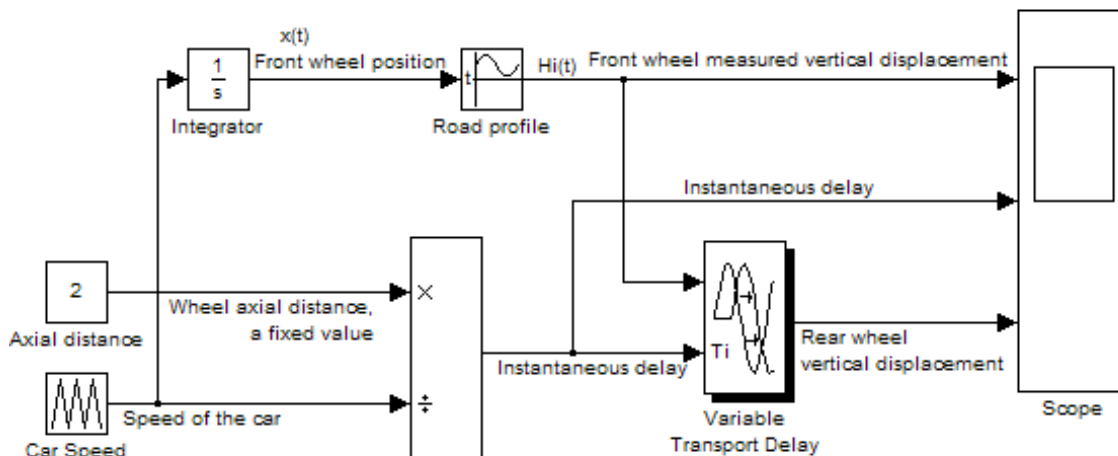 x(t)
Front wheel position
1
s
Integrator
t
Road profile
Hi(t)
Front wheel measured vertical displacement
Instantaneous delay
2
Axial distance
Wheel axial distance,
a fixed value
×
÷
Speed of the car
Car Speed
Instantaneous delay
Ti
Variable
Transport Delay
Rear wheel
vertical displacement
Scope